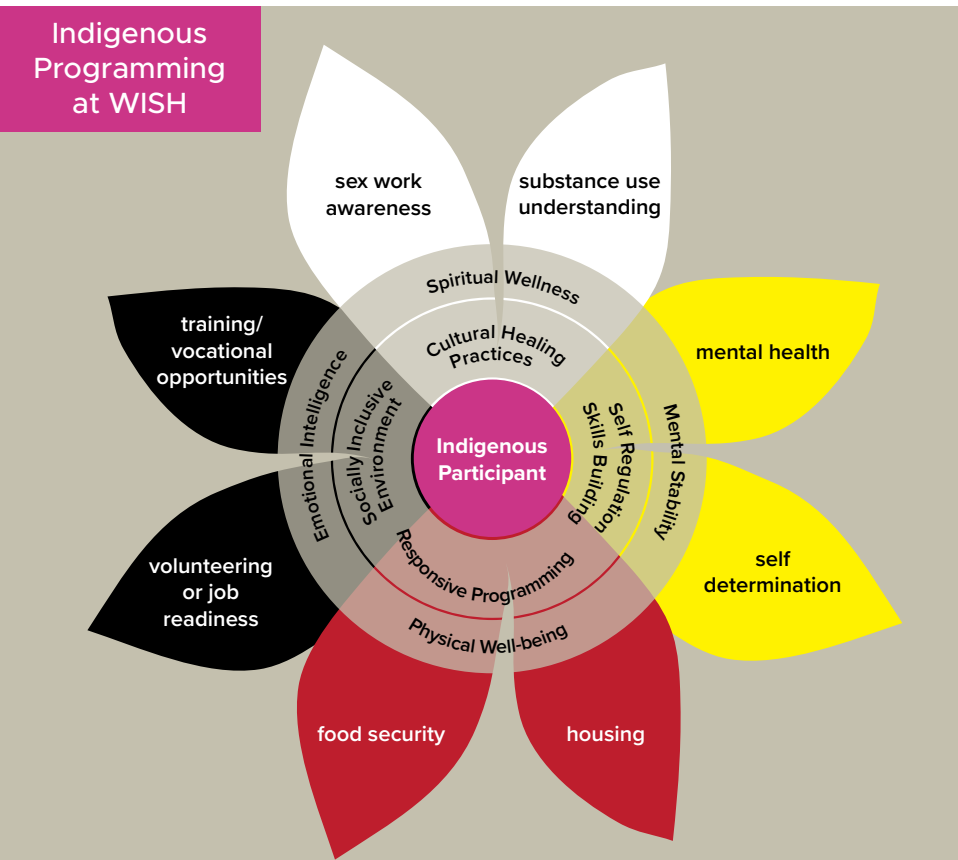 Indigenous
Programming
at WISH
sex work
awareness
substance use
understanding
training/
vocational
opportunities
mental health
volunteering
or job
readiness
self
determination
food security
housing
Spiritual Wellness
Cultural Healing
Practices
Emotional Intelligence
Socially Inclusive
Environment
Mental Stability
Self Regulation
Skills Building
Responsive Programming
Physical Well-being
Indigenous
Participant